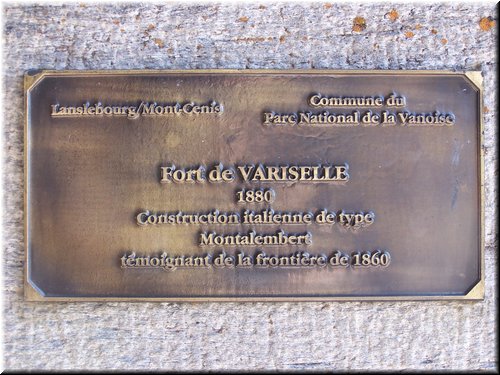 Lanslebourg/Mont-Cenis
Commune du
Parc National de la Vanoise
Fort de VARISELLE
1880
Construction italienne de type
Montalembert
témoignant de la frontière de 1860